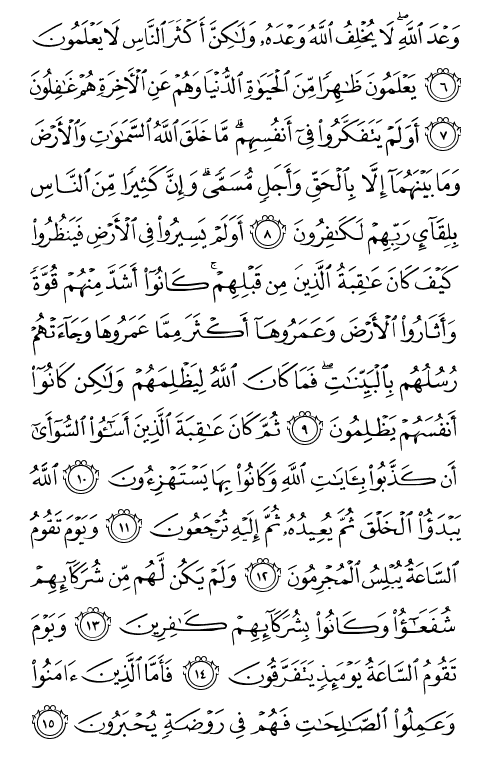 وَعْدَ ٱللَّهِۖ لَا يُخْلِفُ ٱللَّهُ وَعْدَهُۥ وَلَٰكِنَّ أَكْثَرَ ٱلنَّاسِ لَا يَعْلَمُونَ
٦ يَعْلَمُونَ ظَٰهِرًا مِّنَ ٱلْحَيَوٰةِ ٱلدُّنْيَا وَهُمْ عَنِ ٱلْأٓخِرَةِ هُمْ غَٰفِلُونَ
٧ أَوَلَمْ يَتَفَكَّرُوا۟ فِىٓ أَنفُسِهِمۗ مَّا خَلَقَ ٱللَّهُ ٱلسَّمَٰوَٰتِ وَٱلْأَرْضَ
وَمَا بَيْنَهُمَآ إِلَّا بِٱلْحَقِّ وَأَجَلٍ مُّسَمًّىۗ وَإِنَّ كَثِيرًا مِّنَ ٱلنَّاسِ
بِلِقَآئِ رَبِّهِمْ لَكَٰفِرُونَ ٨ أَوَلَمْ يَسِيرُوا۟ فِى ٱلْأَرْضِ فَيَنظُرُوا۟
كَيْفَ كَانَ عَٰقِبَةُ ٱلَّذِينَ مِن قَبْلِهِمْۚ كَانُوٓا۟ أَشَدَّ مِنْهُمْ قُوَّةً
وَأَثَارُوا۟ ٱلْأَرْضَ وَعَمَرُوهَآ أَكْثَرَ مِمَّا عَمَرُوهَا وَجَآءَتْهُمْ
رُسُلُهُم بِٱلْبَيِّنَٰتِۖ فَمَا كَانَ ٱللَّهُ لِيَظْلِمَهُمْ وَلَٰكِن كَانُوٓا۟
أَنفُسَهُمْ يَظْلِمُونَ ٩ ثُمَّ كَانَ عَٰقِبَةَ ٱلَّذِينَ أَسَٰٓـُٔوا۟ ٱلسُّوٓأَىٰٓ
أَن كَذَّبُوا۟ بِـَٔايَٰتِ ٱللَّهِ وَكَانُوا۟ بِهَا يَسْتَهْزِءُونَ ١٠ ٱللَّهُ
يَبْدَؤُا۟ ٱلْخَلْقَ ثُمَّ يُعِيدُهُۥ ثُمَّ إِلَيْهِ تُرْجَعُونَ ١١ وَيَوْمَ تَقُومُ
ٱلسَّاعَةُ يُبْلِسُ ٱلْمُجْرِمُونَ ١٢ وَلَمْ يَكُن لَّهُم مِّن شُرَكَآئِهِمْ
شُفَعَٰٓؤُا۟ وَكَانُوا۟ بِشُرَكَآئِهِمْ كَٰفِرِينَ ١٣ وَيَوْمَ
تَقُومُ ٱلسَّاعَةُ يَوْمَئِذٍ يَتَفَرَّقُونَ ١٤ فَأَمَّا ٱلَّذِينَ ءَامَنُوا۟
وَعَمِلُوا۟ ٱلصَّٰلِحَٰتِ فَهُمْ فِى رَوْضَةٍ يُحْبَرُونَ ١٥